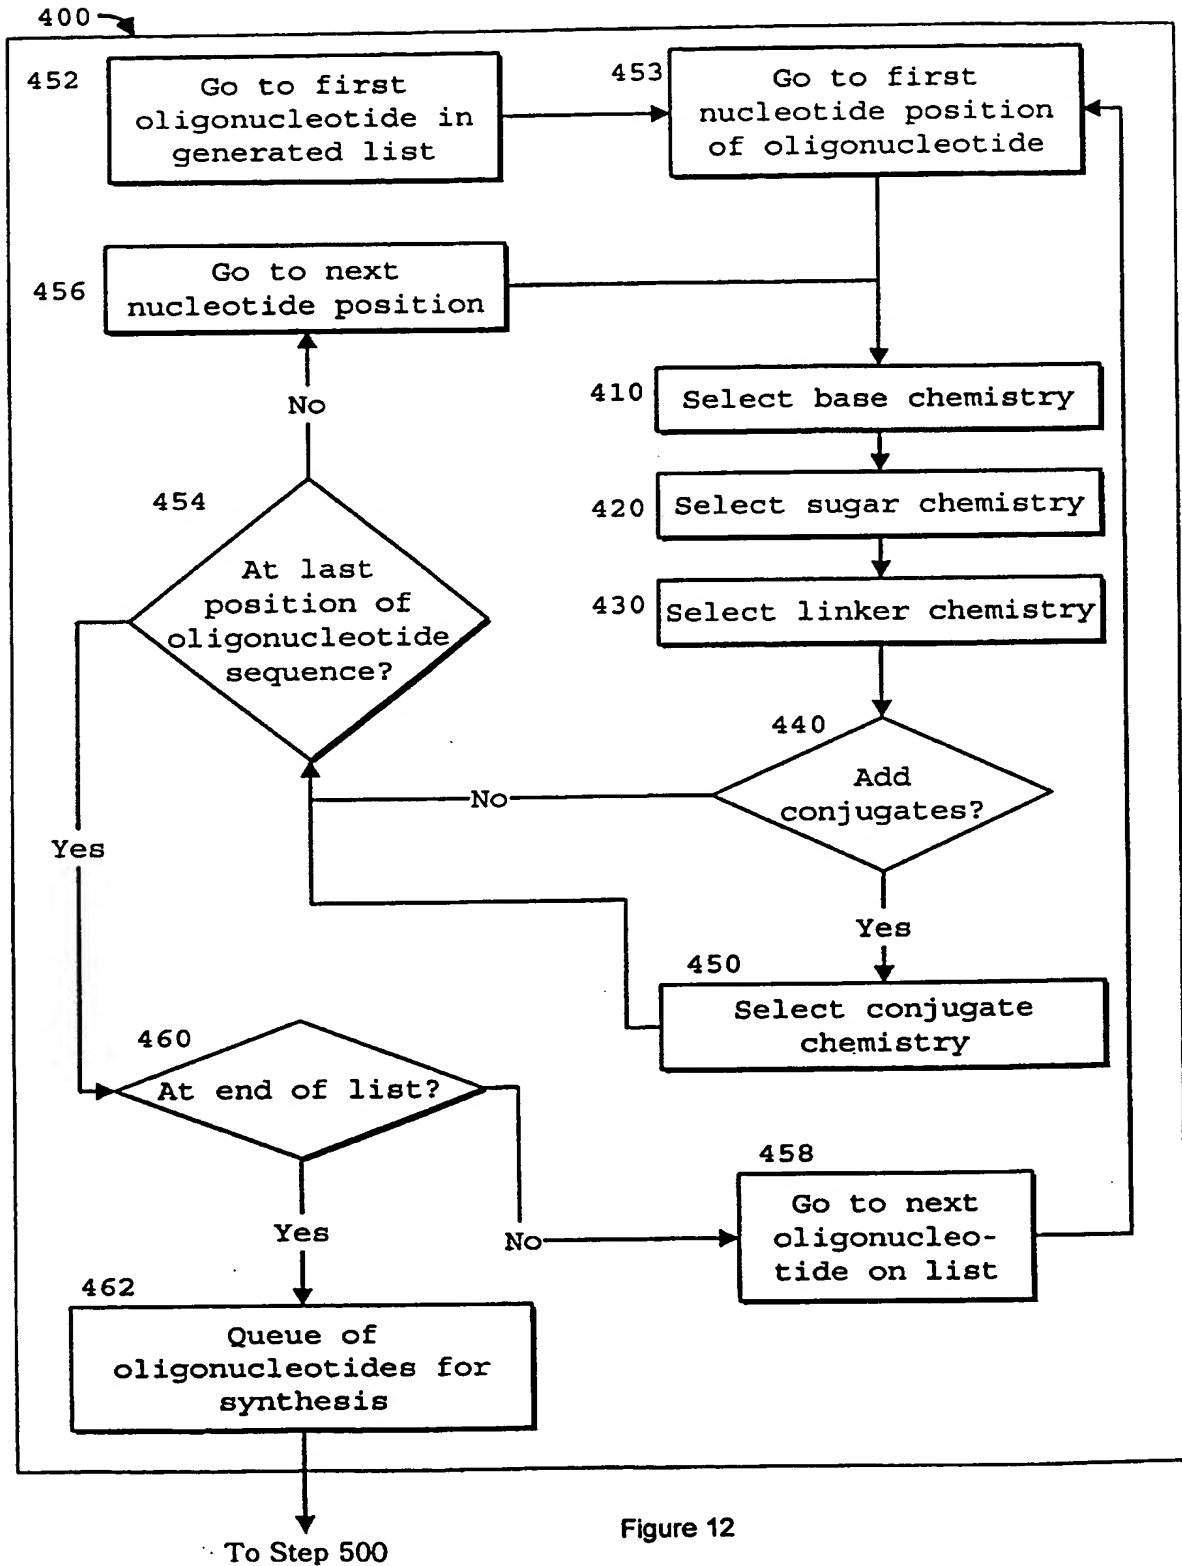 400
452
Go to first
oligonucleotide in
generated list
453
Go to first
nucleotide position
of oligonucleotide
456
Go to next
nucleotide position
No
410
Select base chemistry
454
At last
position of
oligonucleotide
sequence?
420
Select sugar chemistry
430
Select linker chemistry
440
Add
conjugates?
No
Yes
Yes
450
Select conjugate
chemistry
460
At end of list?
458
Go to next
oligonucleo-
tide on list
Yes
No
462
Queue of
oligonucleotides for
synthesis
To Step 500
Figure 12